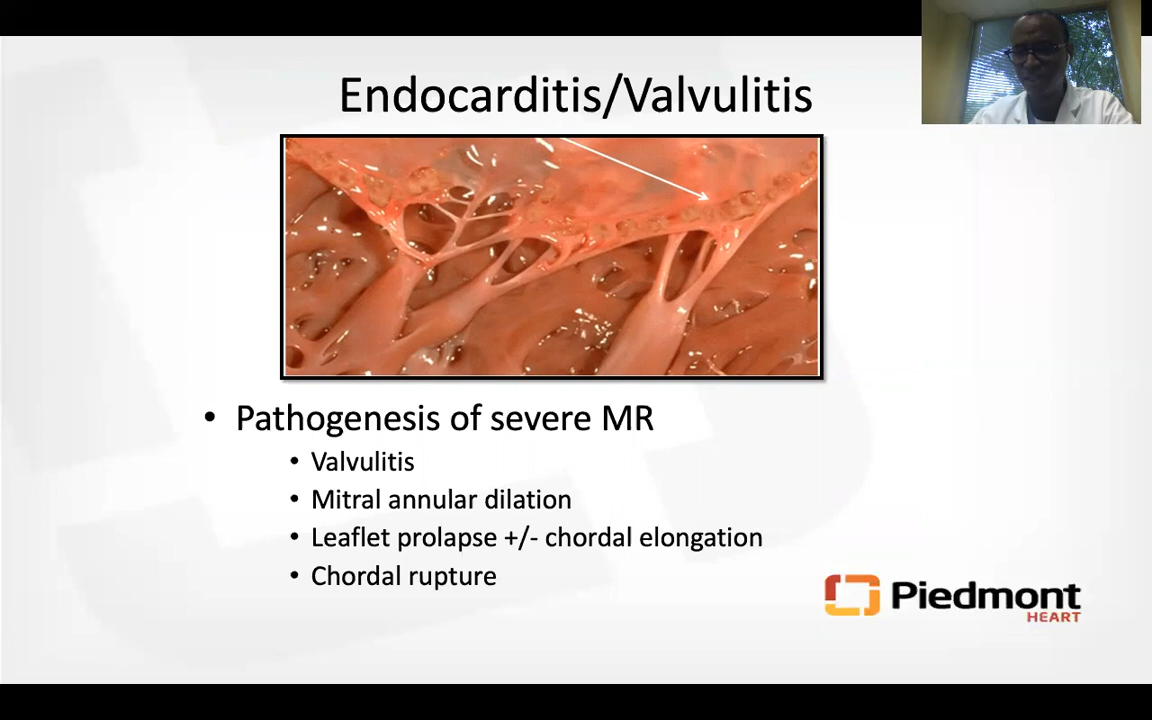 Endocarditis/Valvulitis
• Pathogenesis of severe MR
• Valvulitis
• Mitral annular dilation
• Leaflet prolapse +/- chordal elongation
• Chordal rupture
Piedmont
HEART